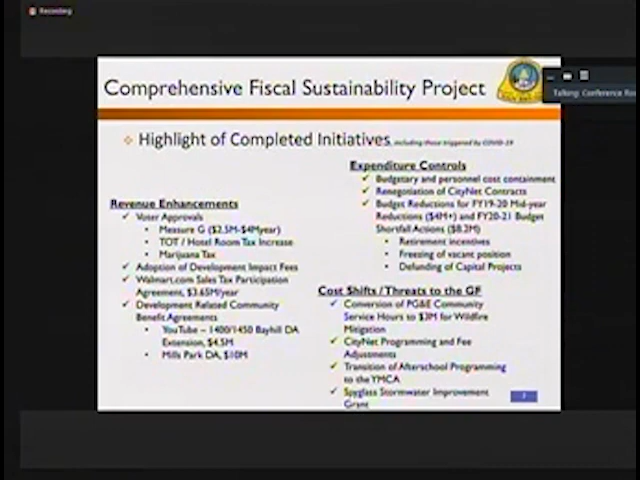 Recording
Comprehensive Fiscal Sustainability Project
Talking: Conference Roo
Highlight of Completed Initiatives, including those triggered by COVID-19
Revenue Enhancements
✓ Voter Approvals
• Measure G ($2.5M-$4Myear)
• TOT / Hotel Room Tax Increase
• Marijuana Tax
✓ Adoption of Development Impact Fees
✓ Walmart.com Sales Tax Participation
Agreement, $3.65M/year
✓ Development Related Community
Benefit Agreements
• YouTube – 1400/1450 Bayhill DA
Extension, $4.5M
• Mills Park DA, $10M
Expenditure Controls
✓ Budgetary and personnel cost containment
✓ Renegotiation of CityNet Contracts
✓ Budget Reductions for FY19-20 Mid-year
Reductions ($4M+) and FY20-21 Budget
Shortfall Actions ($8.2M)
• Retirement incentives
• Freezing of vacant position
• Defunding of Capital Projects
Cost Shifts / Threats to the GF
✓ Conversion of PG&E Community
Service Hours to $3M for Wildfire
Mitigation
✓ CityNet Programming and Fee
Adjustments
✓ Transition of Afterschool Programming
to the YMCA
✓ Spyglass Stormwater Improvement
Grant